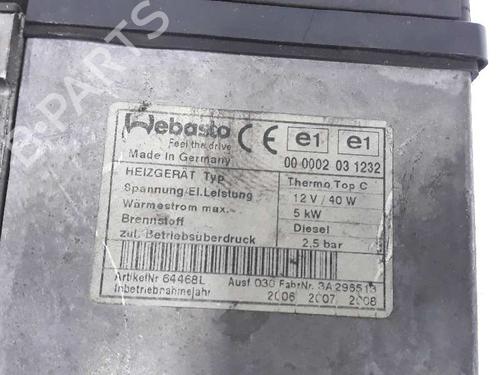 Webasto
Feel the drive
Made in Germany
CE e1 e1
00 0002 03 1232
HEIZGERÄT Typ Thermo Top C
Spannung/El.Leistung 12 V / 40 W
Wärmestrom max. 5 kW
Brennstoff Diesel
zul. Betriebsüberdruck 2.5 bar
ArtikelNr 64468L Ausf 030 FabrNr. 3A296513
Inbetriebnahmejahr 2006 2007 2008
B-PARTS